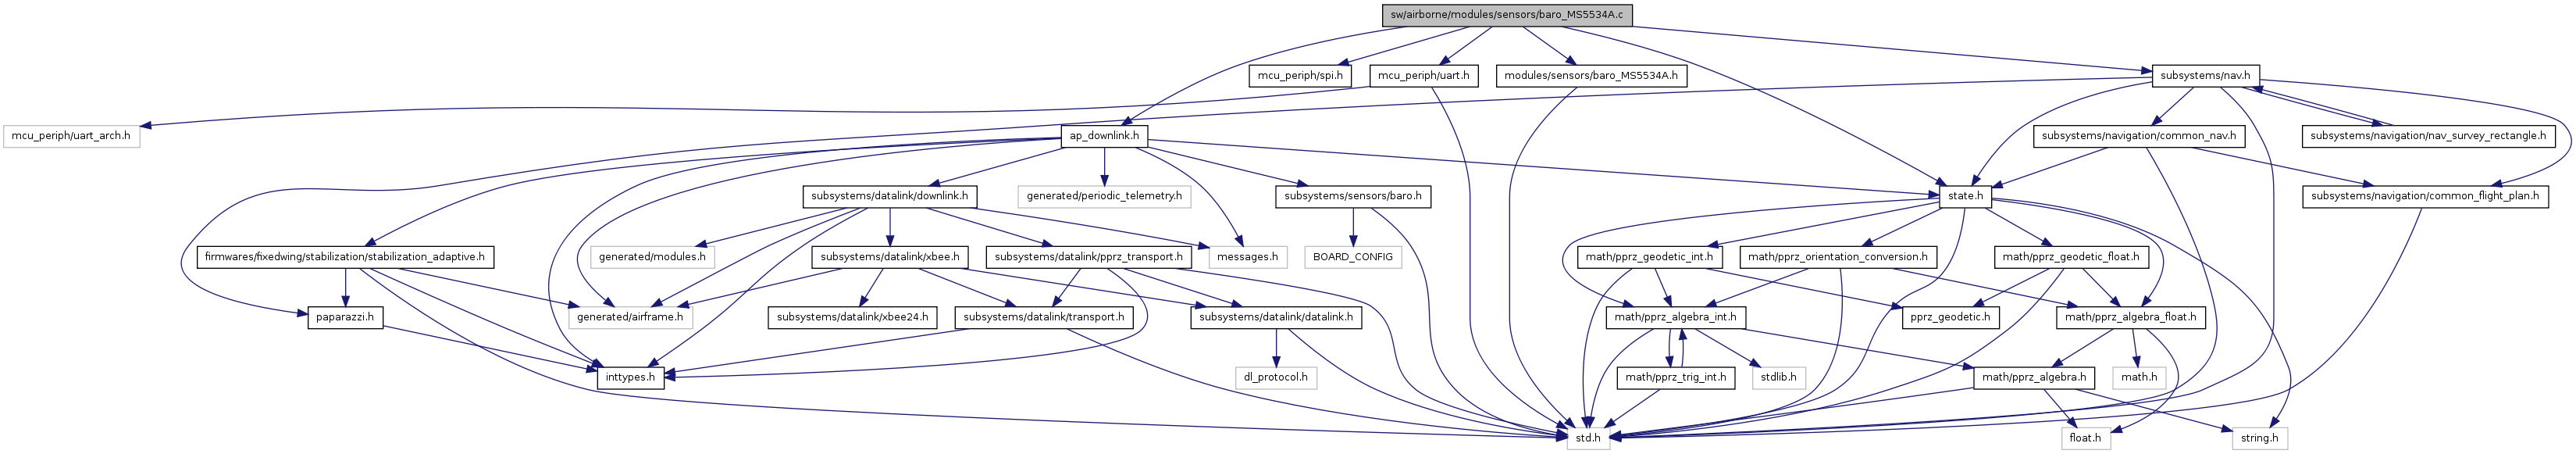 sw/airborne/modules/sensors/baro_MS5534A.c
mcu_periph/spi.h
mcu_periph/uart.h
modules/sensors/baro_MS5534A.h
subsystems/nav.h
mcu_periph/uart_arch.h
ap_downlink.h
subsystems/navigation/common_nav.h
subsystems/navigation/nav_survey_rectangle.h
subsystems/datalink/downlink.h
generated/periodic_telemetry.h
subsystems/sensors/baro.h
state.h
subsystems/navigation/common_flight_plan.h
firmwares/fixedwing/stabilization/stabilization_adaptive.h
generated/modules.h
subsystems/datalink/xbee.h
subsystems/datalink/pprz_transport.h
messages.h
BOARD_CONFIG
math/pprz_geodetic_int.h
math/pprz_orientation_conversion.h
math/pprz_geodetic_float.h
paparazzi.h
generated/airframe.h
subsystems/datalink/xbee24.h
subsystems/datalink/transport.h
subsystems/datalink/datalink.h
math/pprz_algebra_int.h
pprz_geodetic.h
math/pprz_algebra_float.h
inttypes.h
dl_protocol.h
math/pprz_trig_int.h
stdlib.h
math/pprz_algebra.h
math.h
std.h
float.h
string.h